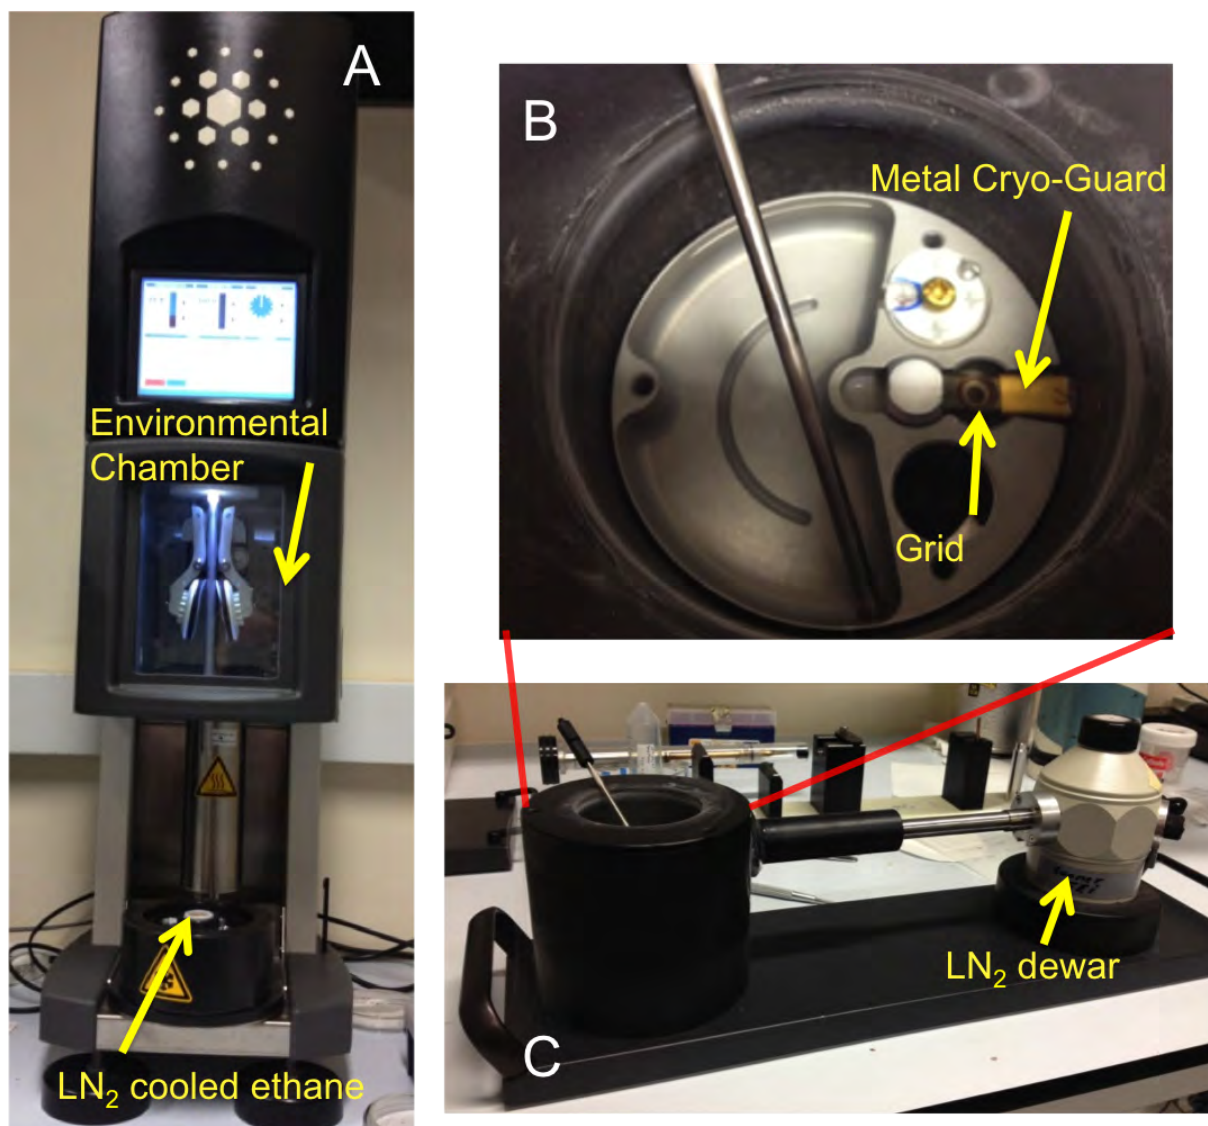 A
Environmental
Chamber
LN₂ cooled ethane
B
Metal Cryo-Guard
Grid
LN₂ dewar
C